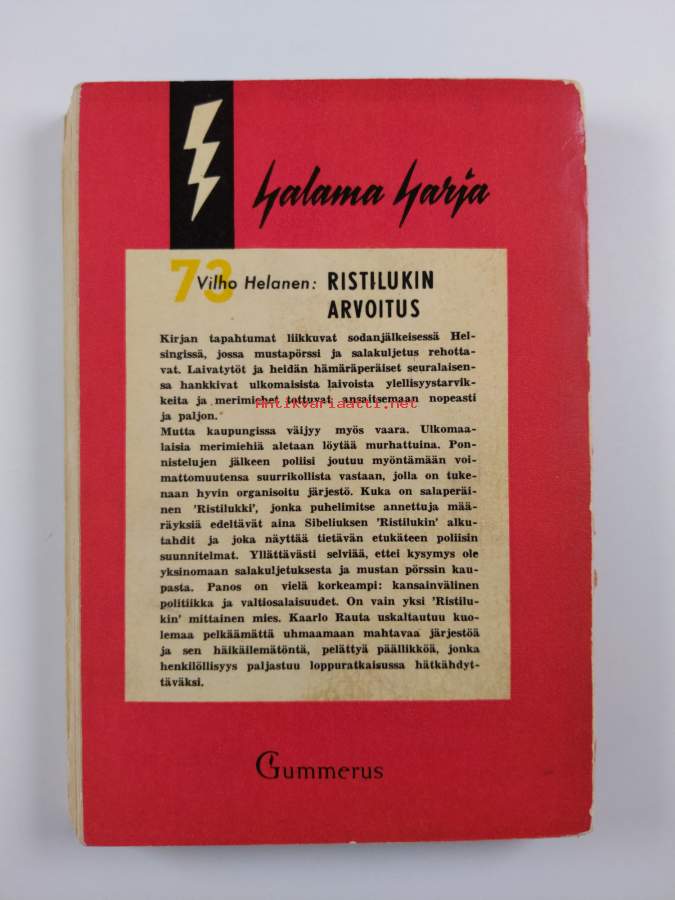 Salama Sarja
73
Vilho Helanen: RISTILUKIN
ARVOITUS
Kirjan tapahtumat liikkuvat sodanjälkeisessä Hel-
singissä, jossa mustapörssi ja salakuljetus rehotta-
vat. Laivatytöt ja heidän hämäräperäiset seuralaisen-
sa hankkivat ulkomaisista laivoista ylellisyystarvik-
keita ja merimiehet tottuvat ansaitsemaan nopeasti
Antikvariaatti.net
ja paljon.
Mutta kaupungissa väijyy myös vaara. Ulkomaa-
laisia merimiehiä aletaan löytää murhattuina. Pon-
nistelujen jälkeen poliisi joutuu myöntämään voi-
mattomuutensa suurrikollista vastaan, jolla on tuke-
naan hyvin organisoitu järjestö. Kuka on salaperäi-
nen 'Ristilukki', jonka puhelimitse annettuja mää-
räyksiä edeltävät aina Sibeliuksen 'Ristilukin' alku-
tahdit ja joka näyttää tietävän etukäteen poliisin
suunnitelmat. Yllättävästi selviää, ettei kysymys ole
yksinomaan salakuljetuksesta ja mustan pörssin kau-
pasta. Panos on vielä korkeampi: kansainvälinen
politiikka ja valtiosalaisuudet. On vain yksi 'Ristilu-
kin' mittainen mies. Kaarlo Rauta uskaltautuu kuo-
lemaa pelkäämättä uhmaamaan mahtavaa järjestöä
ja sen häikäilemätöntä, pelättyä päällikköä, jonka
henkilöllisyys paljastuu loppuratkaisussa hätkähdyt-
täväksi.
Gummerus